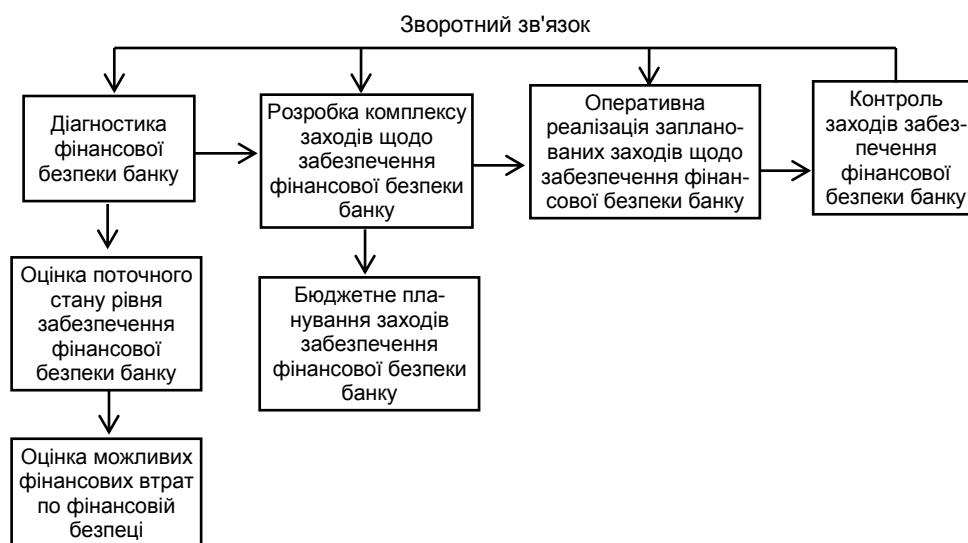 Зворотний зв'язок
Діагностика
фінансової
безпеки банку
Розробка комплексу
заходів щодо
забезпечення
фінансової безпеки
банку
Оперативна
реалізація заплано-
ваних заходів щодо
забезпечення фінан-
сової безпеки банку
Контроль
заходів забез-
печення
фінансової
безпеки банку
Оцінка поточного
стану рівня
забезпечення
фінансової
безпеки банку
Бюджетне пла-
нування заходів
забезпечення
фінансової безпеки
банку
Оцінка можливих
фінансових втрат
по фінансовій
безпеці